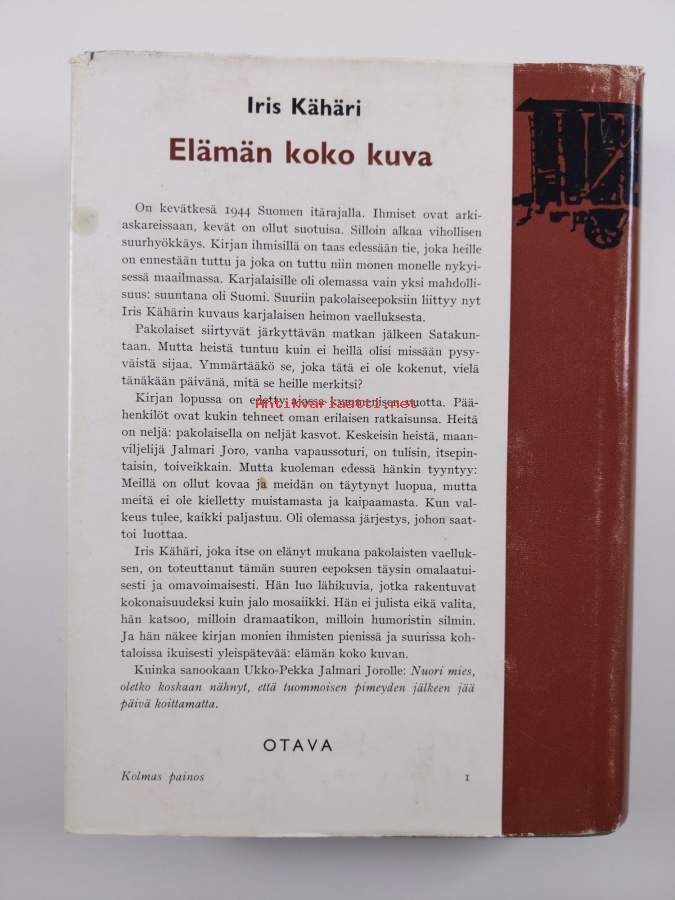 Iris Kähäri
Elämän koko kuva
On kevätkesä 1944 Suomen itärajalla. Ihmiset ovat arki-
askareissaan, kevät on ollut suotuisa. Silloin alkaa vihollisen
suurhyökkäys. Kirjan ihmisillä on taas edessään tie, joka heille
on ennestään tuttu ja joka on tuttu niin monen monelle nykyi-
sessä maailmassa. Karjalaisille oli olemassa vain yksi mahdolli-
suus: suuntana oli Suomi. Suuriin pakolaiseepoksiin liittyy nyt
Iris Kähärin kuvaus karjalaisen heimon vaelluksesta.
Pakolaiset siirtyvät järkyttävän matkan jälkeen Satakun-
taan. Mutta heistä tuntuu kuin ei heillä olisi missään pysy-
väistä sijaa. Ymmärtääkö se, joka tätä ei ole kokenut, vielä
tänäkään päivänä, mitä se heille merkitsi?
Kirjan lopussa on edetty ajassa kymmenisen vuotta. Pää-
Antikvariaatti.net
henkilöt ovat kukin tehneet oman erilaisen ratkaisunsa. Heitä
on neljä: pakolaisella on neljät kasvot. Keskeisin heistä, maan-
viljelijä Jalmari Joro, vanha vapaussoturi, on tulisin, itsepin-
taisin, toiveikkain. Mutta kuoleman edessä hänkin tyyntyy:
Meillä on ollut kovaa ja meidän on täytynyt luopua, mutta
meitä ei ole kielletty muistamasta ja kaipaamasta. Kun val-
keus tulee, kaikki paljastuu. Oli olemassa järjestys, johon saat-
toi luottaa.
Iris Kähäri, joka itse on elänyt mukana pakolaisten vaelluk-
sen, on toteuttanut tämän suuren eepoksen täysin omalaatui-
sesti ja omavoimaisesti. Hän luo lähikuvia, jotka rakentuvat
kokonaisuudeksi kuin jalo mosaiikki. Hän ei julista eikä valita,
hän katsoo, milloin dramaatikon, milloin humoristin silmin.
Ja hän näkee kirjan monien ihmisten pienissä ja suurissa koh-
taloissa ikuisesti yleispätevää: elämän koko kuvan.
Kuinka sanookaan Ukko-Pekka Jalmari Jorolle: Nuori mies,
oletko koskaan nähnyt, että tuommoisen pimeyden jälkeen jää
päivä koittamatta.
OTAVA
Kolmas painos 1